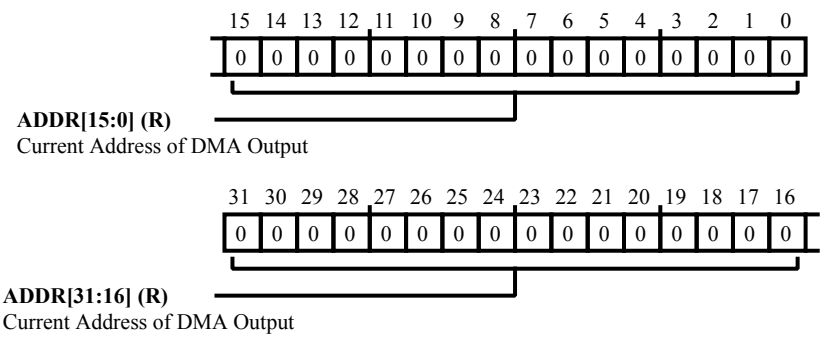 15 14 13 12 11 10 9 8 7 6 5 4 3 2 1 0
0 0 0 0 0 0 0 0 0 0 0 0 0 0 0 0
ADDR[15:0] (R)
Current Address of DMA Output
31 30 29 28 27 26 25 24 23 22 21 20 19 18 17 16
0 0 0 0 0 0 0 0 0 0 0 0 0 0 0 0
ADDR[31:16] (R)
Current Address of DMA Output